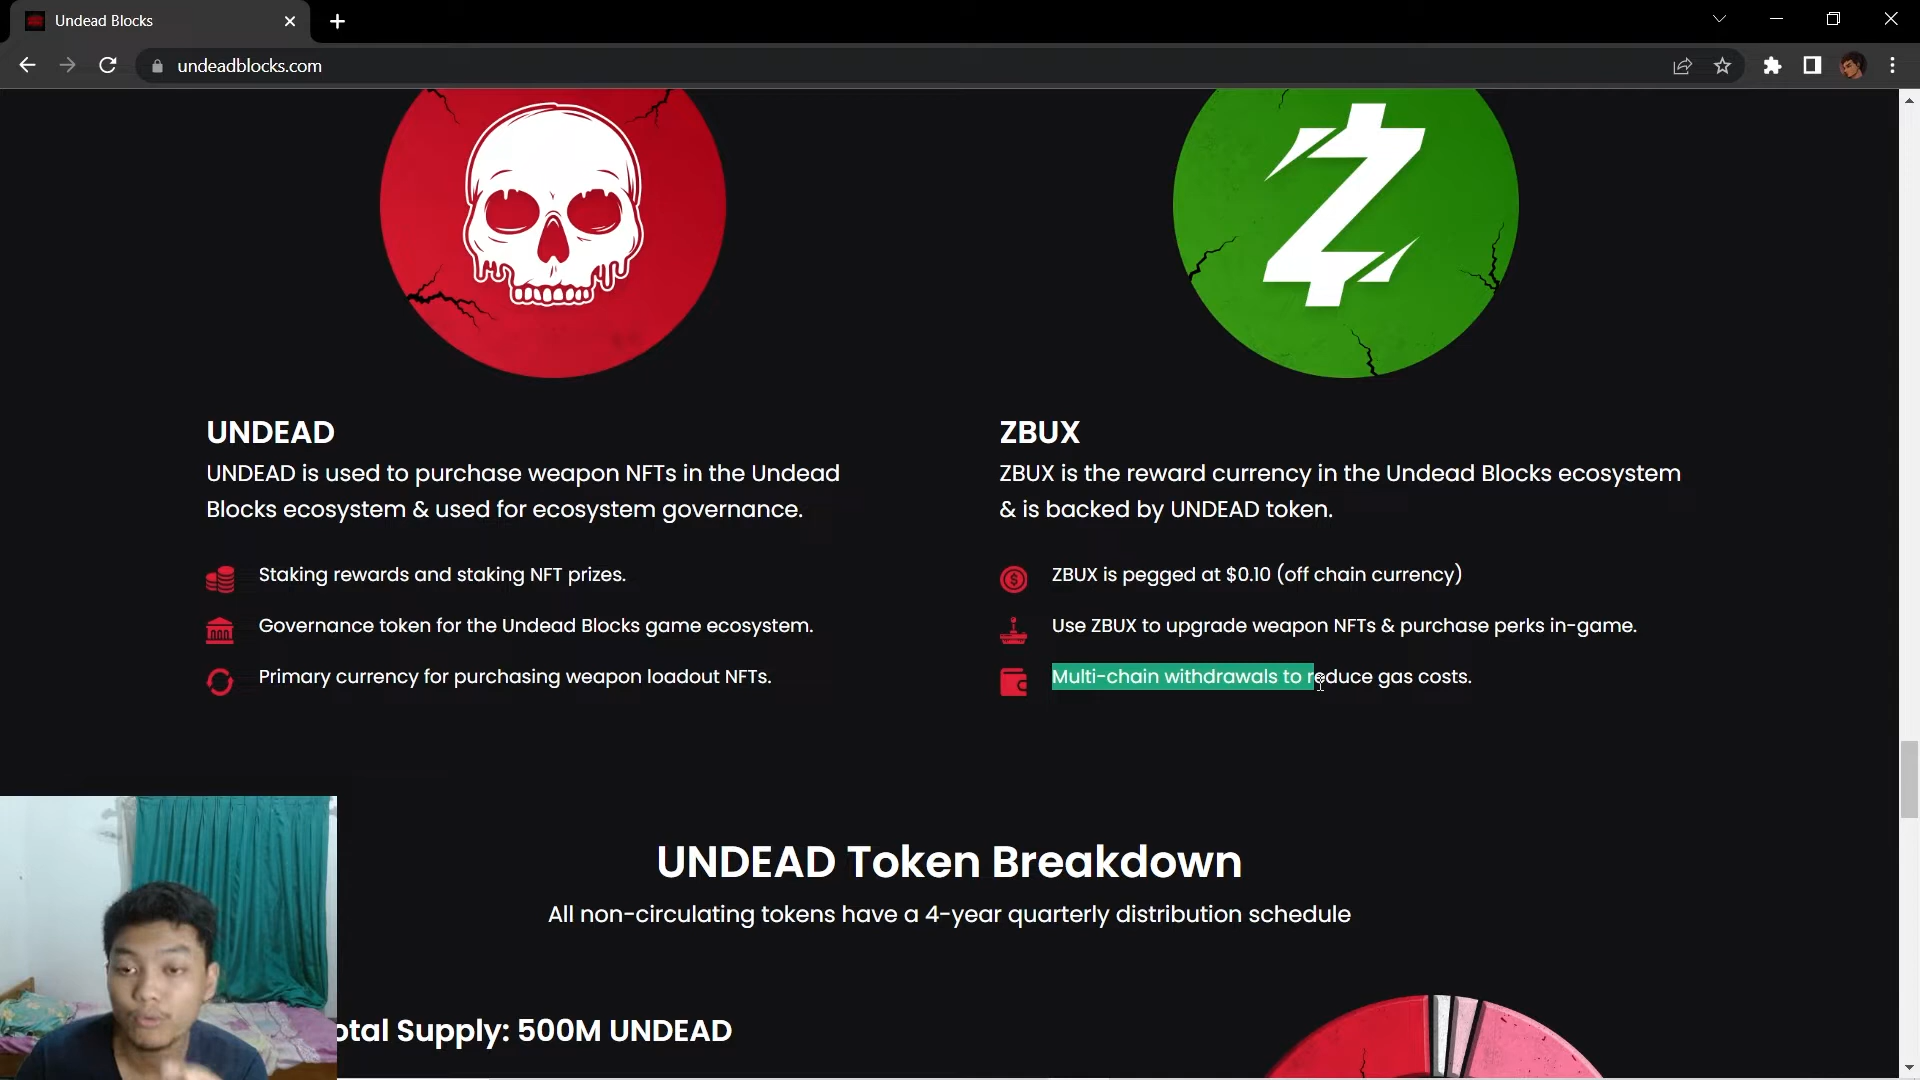 Undead Blocks
undeadblocks.com
UNDEAD
UNDEAD is used to purchase weapon NFTs in the Undead
Blocks ecosystem & used for ecosystem governance.
Staking rewards and staking NFT prizes.
Governance token for the Undead Blocks game ecosystem.
Primary currency for purchasing weapon loadout NFTs.
ZBUX
ZBUX is the reward currency in the Undead Blocks ecosystem
& is backed by UNDEAD token.
ZBUX is pegged at $0.10 (off chain currency)
Use ZBUX to upgrade weapon NFTs & purchase perks in-game.
Multi-chain withdrawals to reduce gas costs.
UNDEAD Token Breakdown
All non-circulating tokens have a 4-year quarterly distribution schedule
otal Supply: 500M UNDEAD